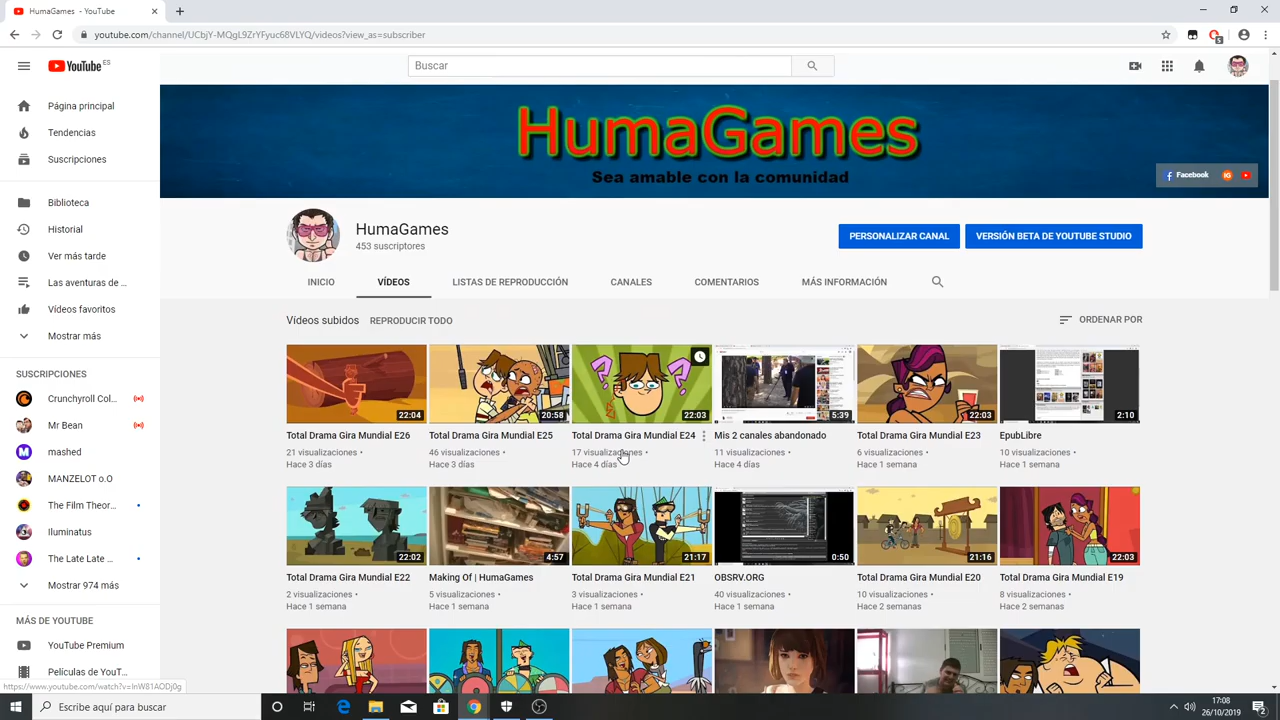 HumaGames - YouTube
youtube.com/channel/UCbjY-MQgL9ZrYFyuc68VLYQ/videos?view_as=subscriber
5
YouTube ES
Buscar
Página principal
Tendencias
Suscripciones
Biblioteca
Historial
Ver más tarde
Las aventuras de ...
Vídeos favoritos
Mostrar más
SUSCRIPCIONES
Crunchyroll Col...
Mr Bean
mashed
MANZELOT o.O
The Film Theor...
Iluminatus
The Late Late ...
Mostrar 974 más
MÁS DE YOUTUBE
YouTube Premium
Películas de YouT...
HumaGames
Sea amable con la comunidad
Facebook
HumaGames
453 suscriptores
PERSONALIZAR CANAL
VERSIÓN BETA DE YOUTUBE STUDIO
INICIO
VÍDEOS
LISTAS DE REPRODUCCIÓN
CANALES
COMENTARIOS
MÁS INFORMACIÓN
Vídeos subidos
REPRODUCIR TODO
ORDENAR POR
22:04
Total Drama Gira Mundial E26
21 visualizaciones •
Hace 3 días
20:58
Total Drama Gira Mundial E25
46 visualizaciones •
Hace 3 días
22:03
Total Drama Gira Mundial E24
17 visualizaciones •
Hace 4 días
5:39
Mis 2 canales abandonado
11 visualizaciones •
Hace 4 días
22:03
Total Drama Gira Mundial E23
6 visualizaciones •
Hace 1 semana
2:10
EpubLibre
10 visualizaciones •
Hace 1 semana
22:02
Total Drama Gira Mundial E22
2 visualizaciones •
Hace 1 semana
4:57
Making Of | HumaGames
5 visualizaciones •
Hace 1 semana
21:17
Total Drama Gira Mundial E21
3 visualizaciones •
Hace 1 semana
0:50
OBSRV.ORG
40 visualizaciones •
Hace 1 semana
21:16
Total Drama Gira Mundial E20
10 visualizaciones •
Hace 2 semanas
22:03
Total Drama Gira Mundial E19
8 visualizaciones •
Hace 2 semanas
https://www.youtube.com/watch?v=lnW81AODj0g
Escribe aquí para buscar
17:08
26/10/2019
2